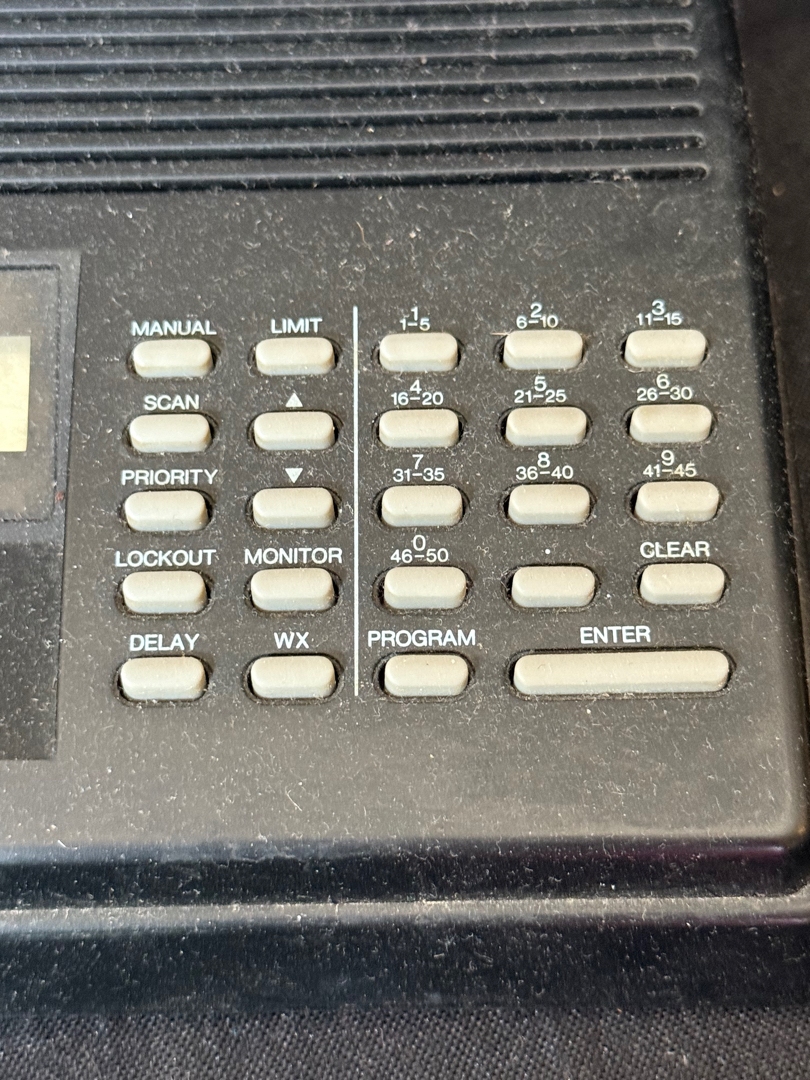 MANUAL LIMIT 1 2 3
1–5 6–10 11–15
SCAN ▲ 4 5 6
16–20 21–25 26–30
PRIORITY ▼ 7 8 9
31–35 36–40 41–45
LOCKOUT MONITOR 0 . CLEAR
46–50
DELAY WX PROGRAM ENTER